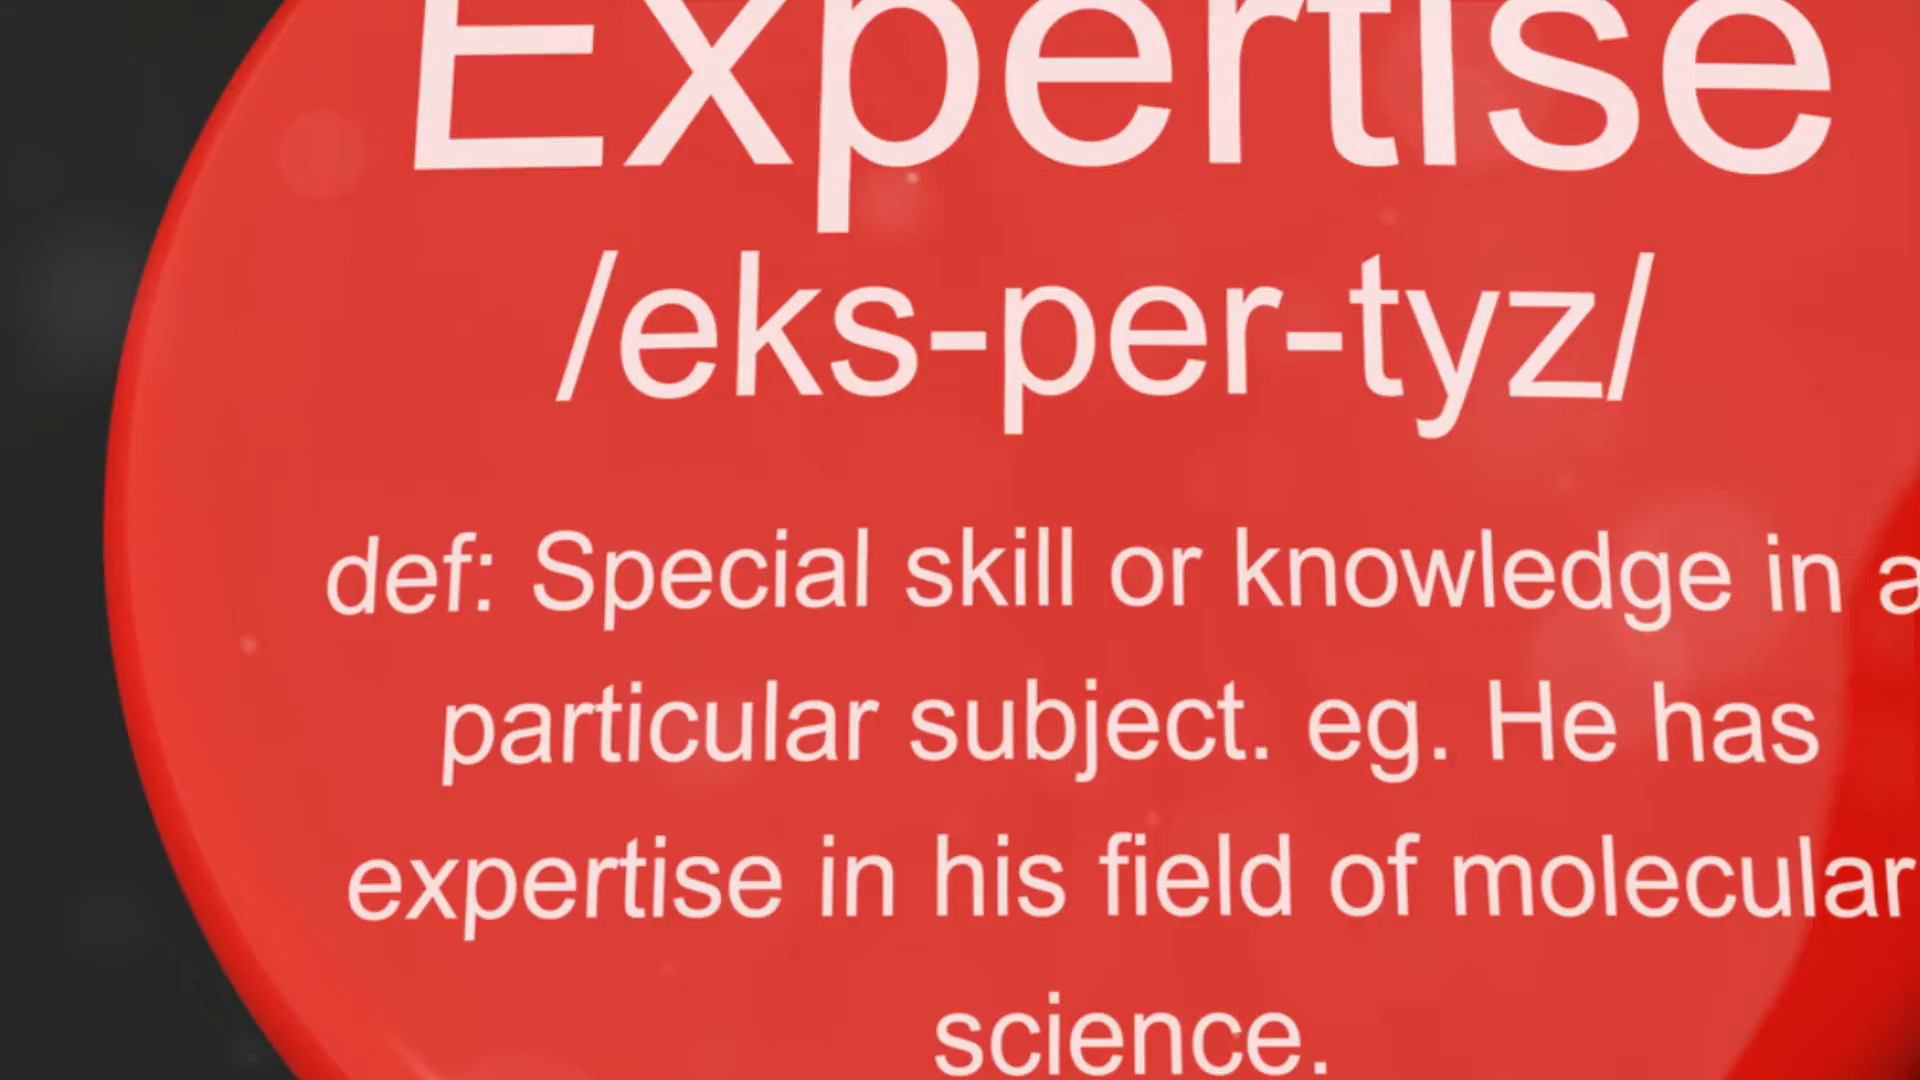 Expertise
/eks-per-tyz/
def: Special skill or knowledge in a
particular subject. eg. He has
expertise in his field of molecular
science.